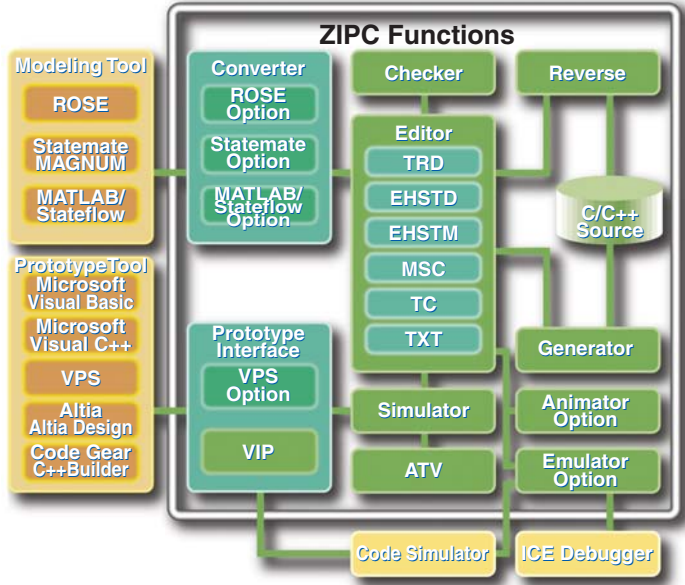 ZIPC Functions
Modeling Tool
ROSE
Statemate
MAGNUM
MATLAB/
Stateflow
Converter
ROSE
Option
Statemate
Option
MATLAB/
Stateflow
Option
Checker
Reverse
Editor
TRD
EHSTD
EHSTM
MSC
TC
TXT
C/C++
Source
PrototypeTool
Microsoft
Visual Basic
Microsoft
Visual C++
VPS
Altia
Altia Design
Code Gear
C++Builder
Prototype
Interface
VPS
Option
VIP
Generator
Simulator
Animator
Option
ATV
Emulator
Option
Code Simulator
ICE Debugger